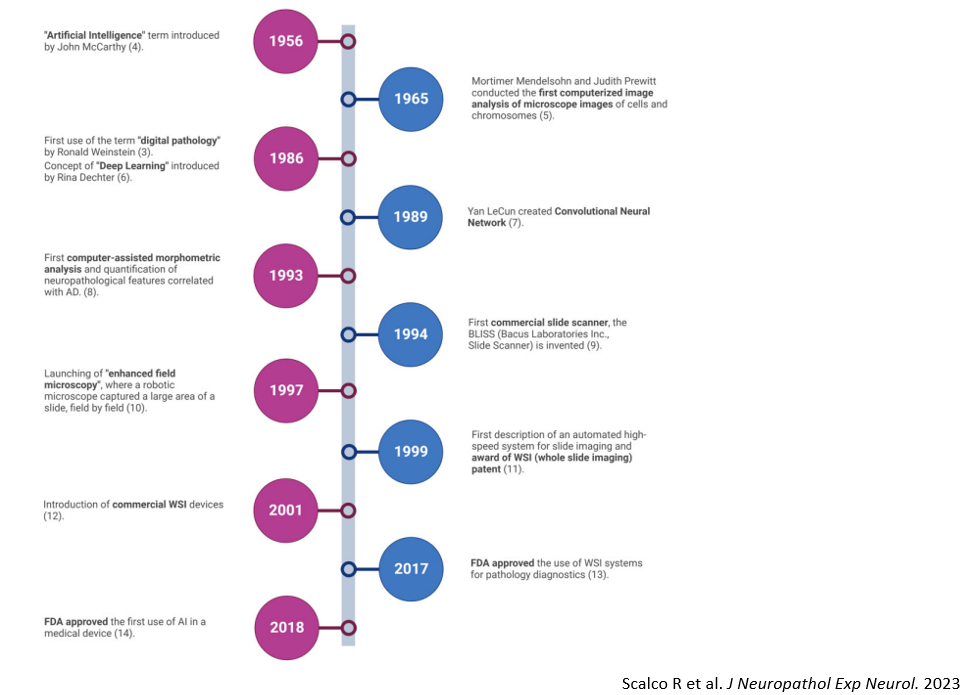 "Artificial Intelligence" term introduced
by John McCarthy (4).
1956
1965
Mortimer Mendelsohn and Judith Prewitt
conducted the first computerized image
analysis of microscope images of cells and
chromosomes (5).
First use of the term "digital pathology"
by Ronald Weinstein (3).
Concept of "Deep Learning" introduced
by Rina Dechter (6).
1986
1989
Yan LeCun created Convolutional Neural
Network (7).
First computer-assisted morphometric
analysis and quantification of
neuropathological features correlated
with AD. (8).
1993
1994
First commercial slide scanner, the
BLISS (Bacus Laboratories Inc.,
Slide Scanner) is invented (9).
Launching of "enhanced field
microscopy", where a robotic
microscope captured a large area of a
slide, field by field (10).
1997
1999
First description of an automated high-
speed system for slide imaging and
award of WSI (whole slide imaging)
patent (11).
Introduction of commercial WSI devices
(12).
2001
2017
FDA approved the use of WSI systems
for pathology diagnostics (13).
FDA approved the first use of AI in a
medical device (14).
2018
Scalco R et al. J Neuropathol Exp Neurol. 2023